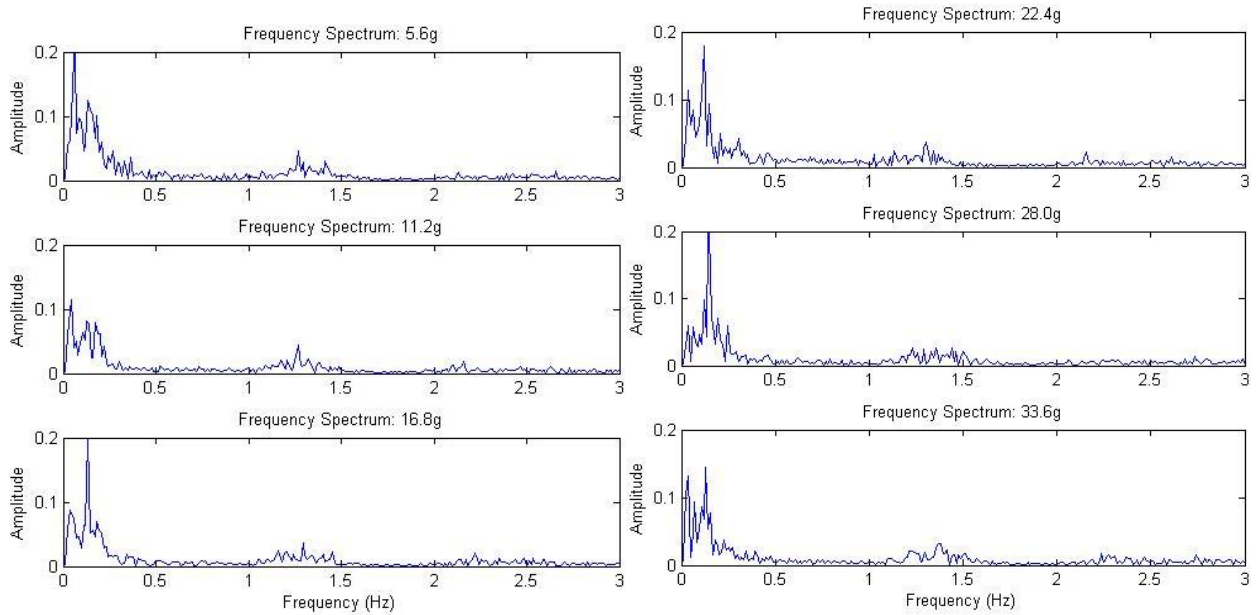 Frequency Spectrum: 5.6g
0.2
0.1
0
Amplitude
0 0.5 1 1.5 2 2.5 3
Frequency Spectrum: 11.2g
0.2
0.1
0
Amplitude
0 0.5 1 1.5 2 2.5 3
Frequency Spectrum: 16.8g
0.2
0.1
0
Amplitude
0 0.5 1 1.5 2 2.5 3
Frequency (Hz)
Frequency Spectrum: 22.4g
0.2
0.1
0
Amplitude
0 0.5 1 1.5 2 2.5 3
Frequency Spectrum: 28.0g
0.2
0.1
0
Amplitude
0 0.5 1 1.5 2 2.5 3
Frequency Spectrum: 33.6g
0.2
0.1
0
Amplitude
0 0.5 1 1.5 2 2.5 3
Frequency (Hz)